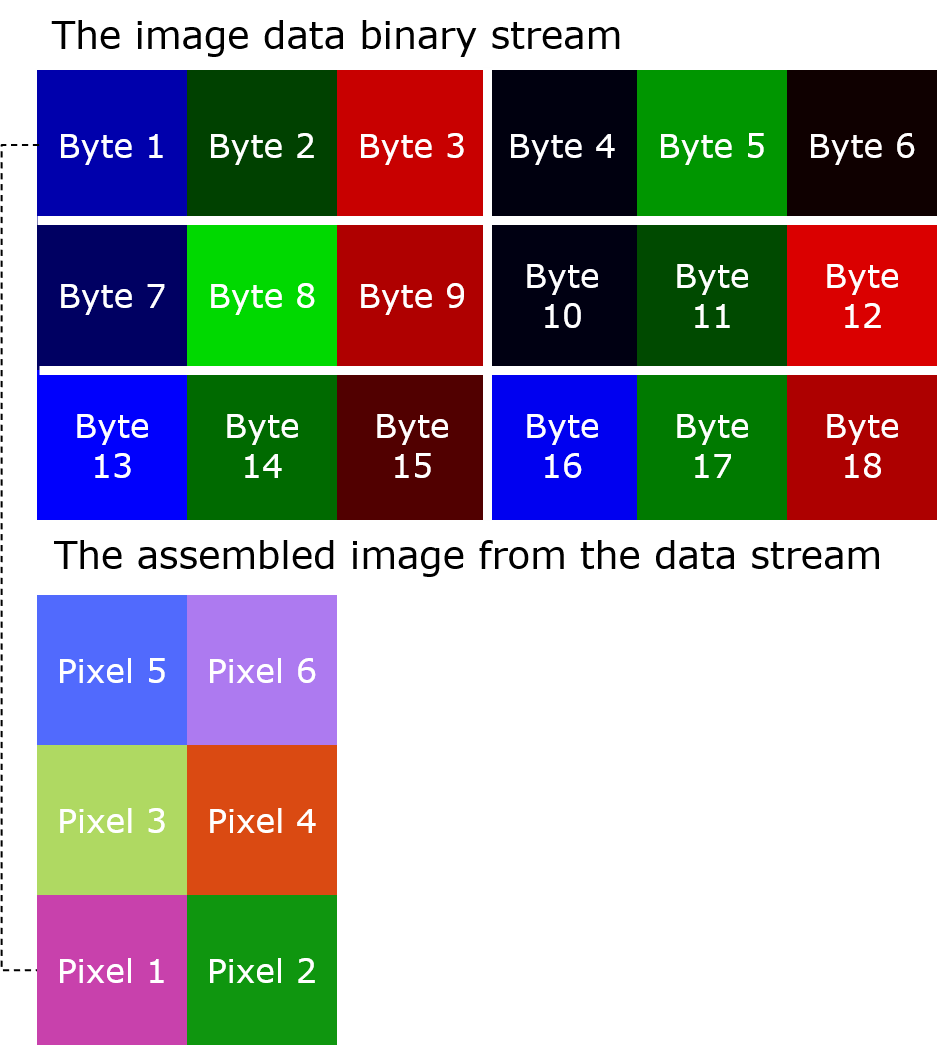 The image data binary stream
Byte 1 Byte 2 Byte 3 Byte 4 Byte 5 Byte 6
Byte 7 Byte 8 Byte 9
Byte
10
Byte
11
Byte
12
Byte
13
Byte
14
Byte
15
Byte
16
Byte
17
Byte
18
The assembled image from the data stream
Pixel 5 Pixel 6
Pixel 3 Pixel 4
Pixel 1 Pixel 2